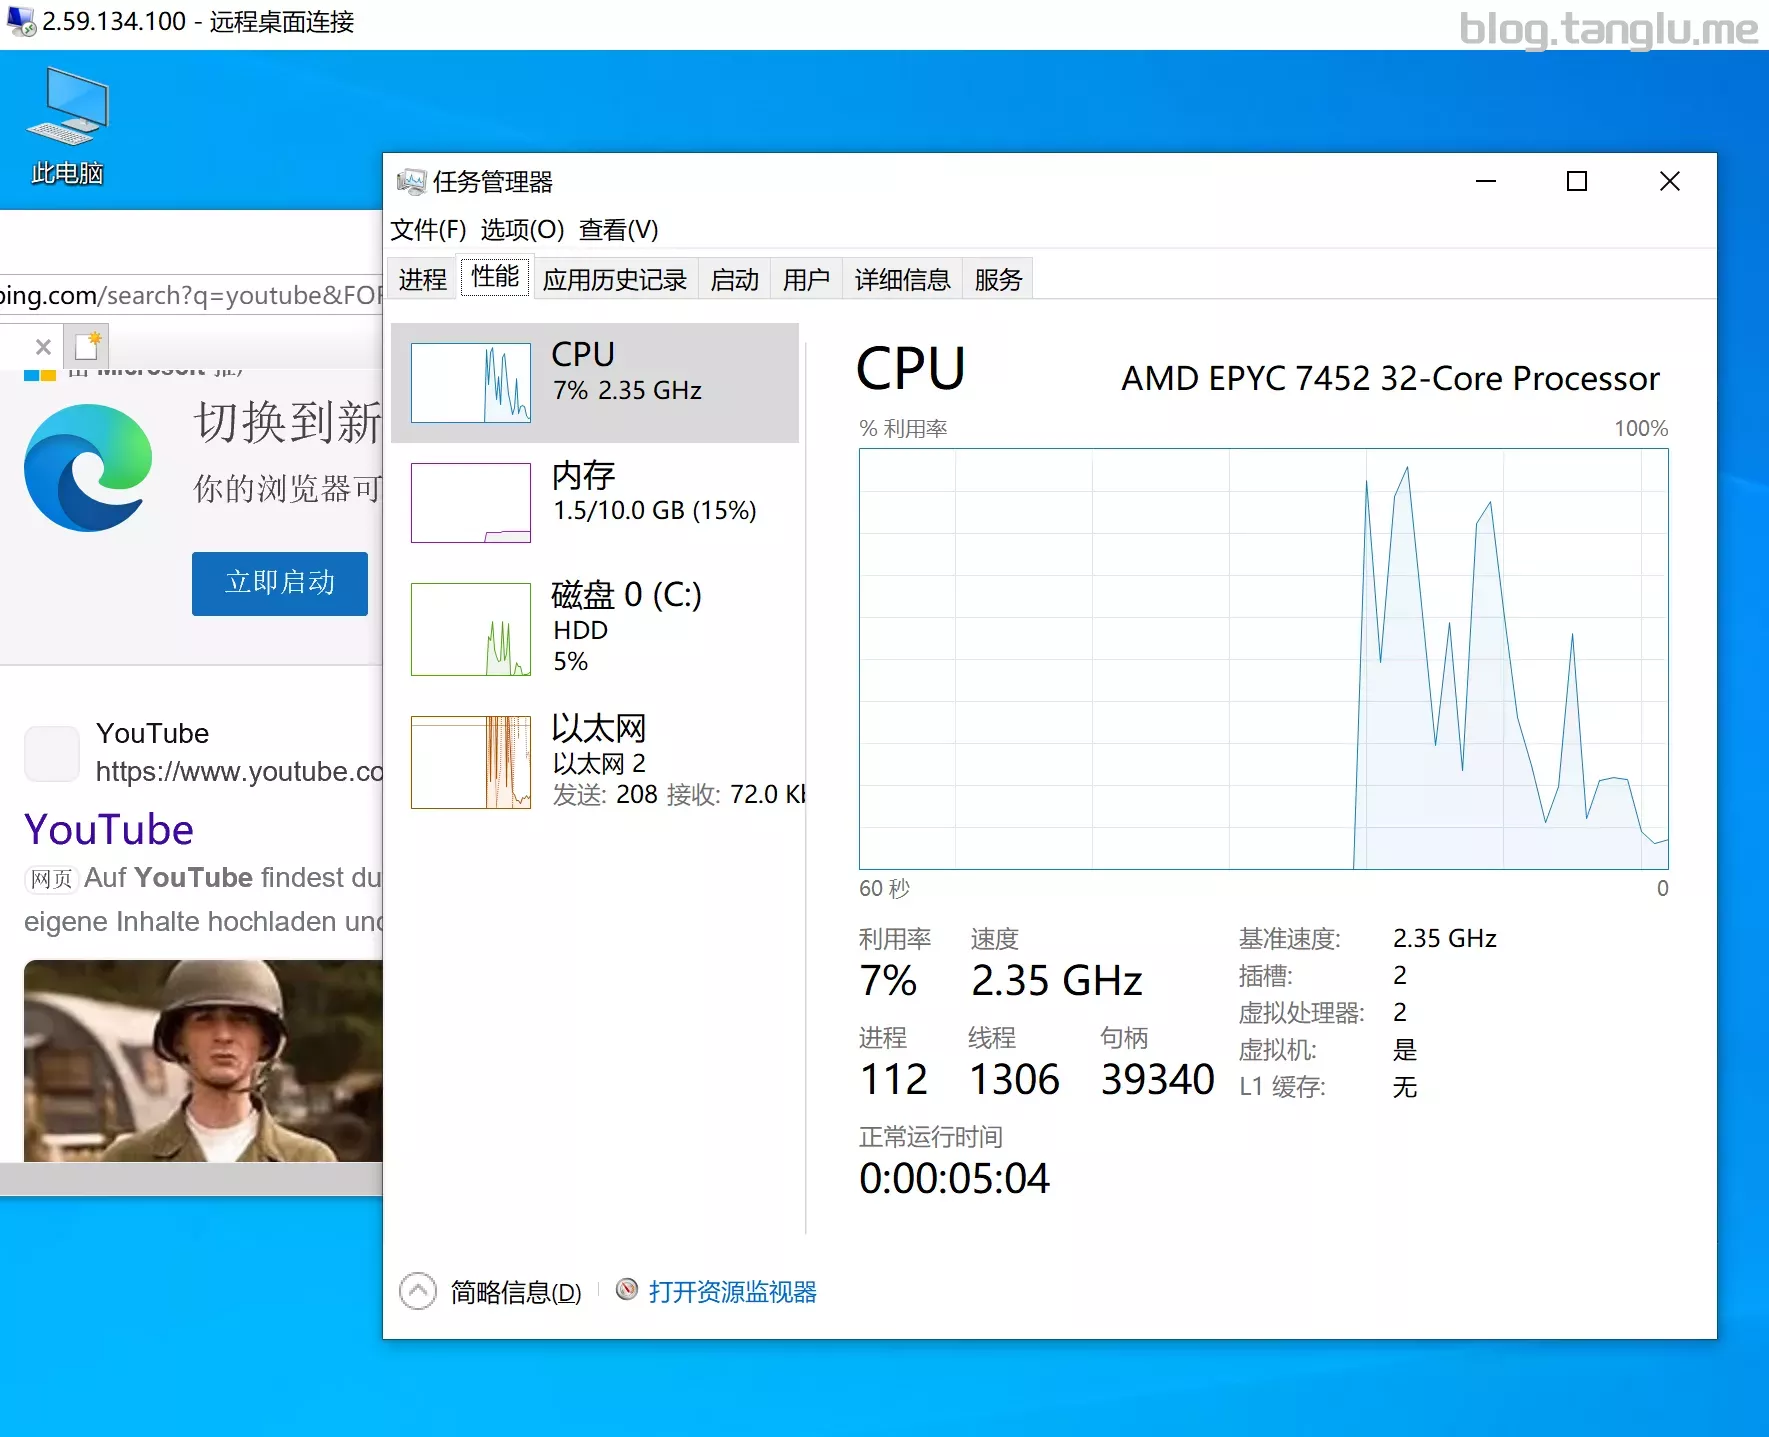 2.59.134.100 - 远程桌面连接
blog.tanglu.me
此电脑
任务管理器
文件(F) 选项(O) 查看(V)
进程 性能 应用历史记录 启动 用户 详细信息 服务
bing.com/search?q=youtube&FOR
切换到新
你的浏览器可
立即启动
YouTube
https://www.youtube.co
YouTube
网页 Auf YouTube findest du
eigene Inhalte hochladen und
CPU
7% 2.35 GHz
内存
1.5/10.0 GB (15%)
磁盘 0 (C:)
HDD
5%
以太网
以太网 2
发送: 208 接收: 72.0 Kb
CPU
AMD EPYC 7452 32-Core Processor
% 利用率 100%
60 秒 0
利用率 速度
7% 2.35 GHz
进程 线程 句柄
112 1306 39340
正常运行时间
0:00:05:04
基准速度: 2.35 GHz
插槽: 2
虚拟处理器: 2
虚拟机: 是
L1 缓存: 无
简略信息(D) 打开资源监视器